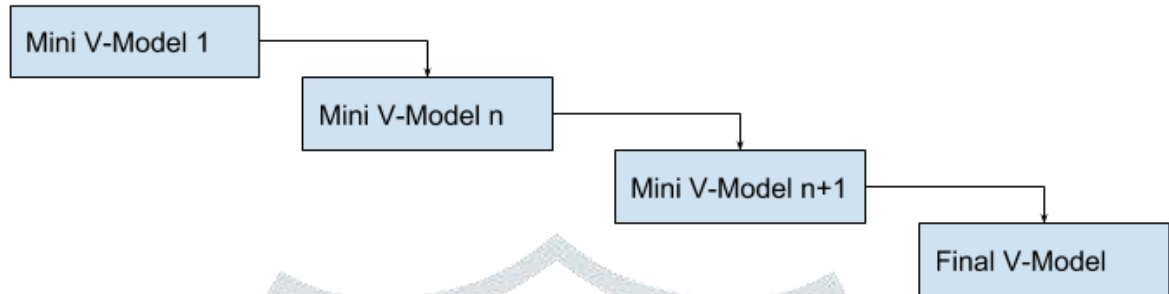 Mini V-Model 1
Mini V-Model n
Mini V-Model n+1
Final V-Model